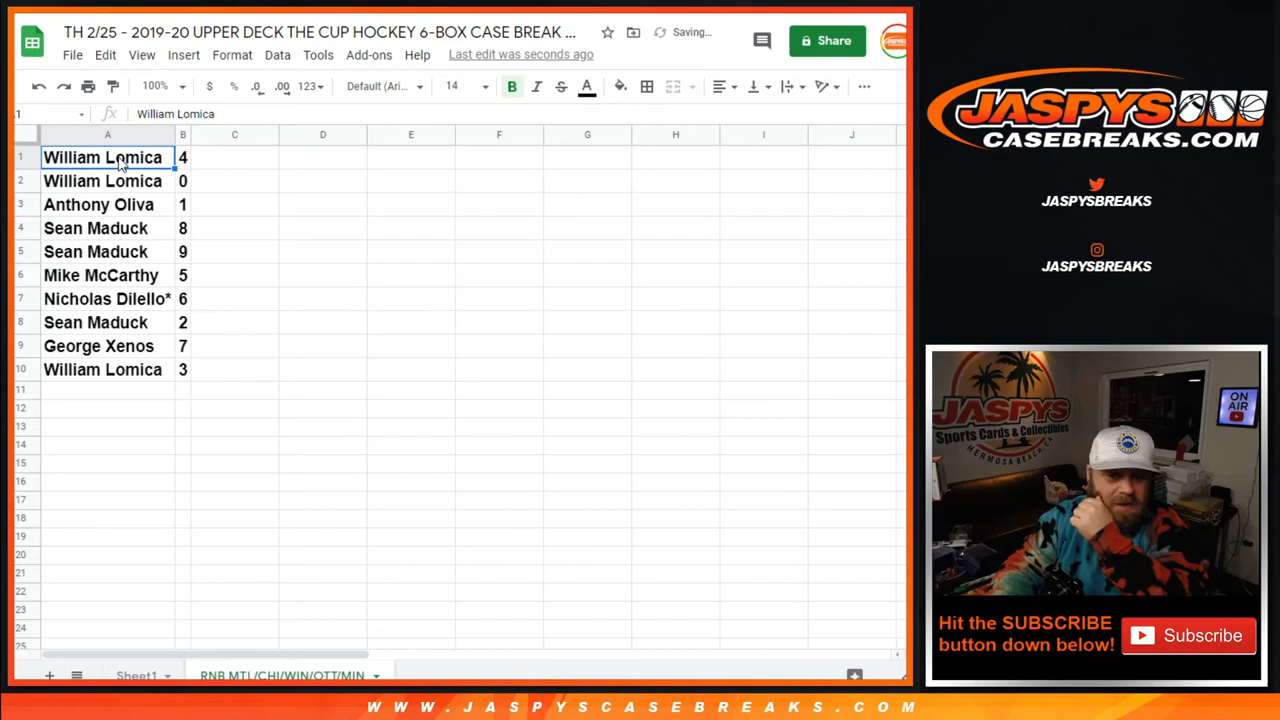 TH 2/25 - 2019-20 UPPER DECK THE CUP HOCKEY 6-BOX CASE BREAK ...
Saving...
Share
File Edit View Insert Format Data Tools Add-ons Help Last edit was seconds ago
100% $ % .0 .00 123 Default (Ari... 14 B I S A
fx William Lomica
A B C D E F G H I J
1 William Lomica 4
2 William Lomica 0
3 Anthony Oliva 1
4 Sean Maduck 8
5 Sean Maduck 9
6 Mike McCarthy 5
7 Nicholas Dilello* 6
8 Sean Maduck 2
9 George Xenos 7
10 William Lomica 3
11
12
13
14
15
16
17
18
19
20
21
22
23
24
25
Sheet1 RNB MTL/CHI/WIN/OTT/MIN
JASPYS
CASEBREAKS.COM
JASPYSBREAKS
JASPYSBREAKS
JASPYS
Sports Cards & Collectibles
HERMOSA BEACH, CA
ON AIR
Hit the SUBSCRIBE
button down below!
Subscribe
WWW.JASPYSCASEBREAKS.COM